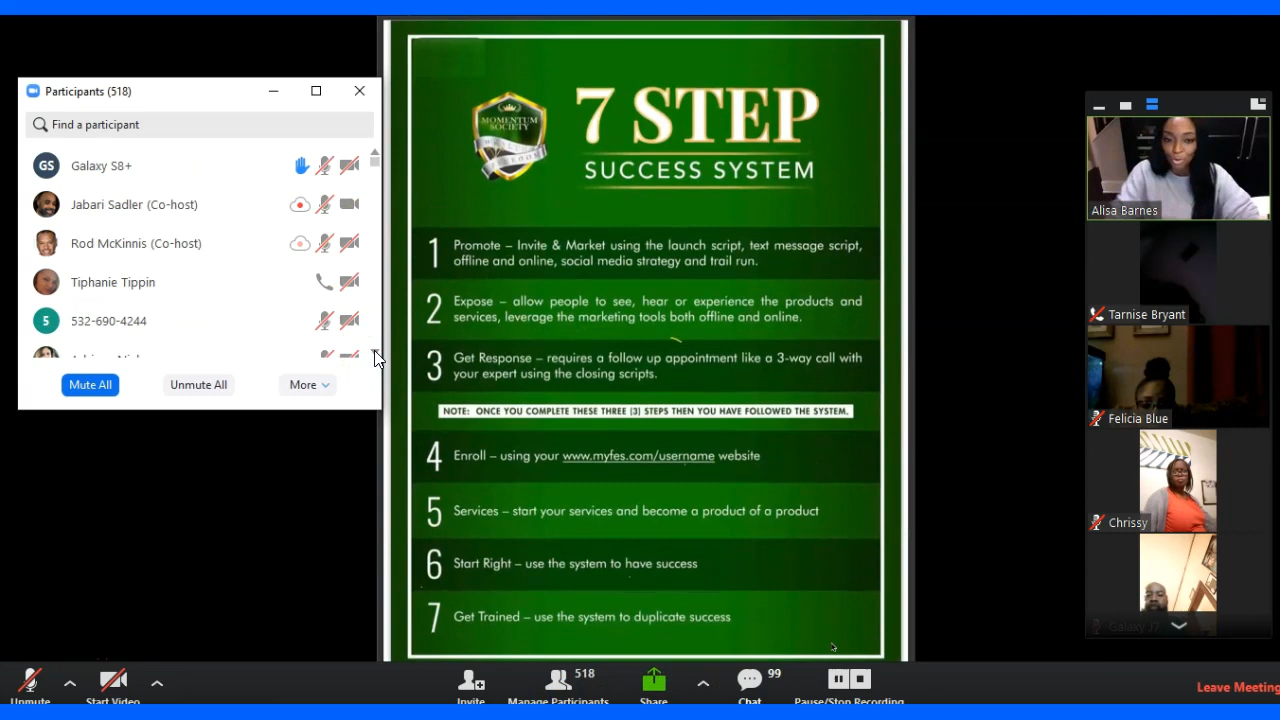 Participants (518)
Find a participant
GS Galaxy S8+
Jabari Sadler (Co-host)
Rod McKinnis (Co-host)
Tiphanie Tippin
5 532-690-4244
Mute All
Unmute All
More
MOMENTUM
SOCIETY
7 STEP
SUCCESS SYSTEM
1 Promote – Invite & Market using the launch script, text message script,
offline and online, social media strategy and trail run.
2 Expose – allow people to see, hear or experience the products and
services, leverage the marketing tools both offline and online.
3 Get Response – requires a follow up appointment like a 3-way call with
your expert using the closing scripts.
NOTE: ONCE YOU COMPLETE THESE THREE (3) STEPS THEN YOU HAVE FOLLOWED THE SYSTEM.
4 Enroll – using your www.myfes.com/username website
5 Services – start your services and become a product of a product
6 Start Right – use the system to have success
7 Get Trained – use the system to duplicate success
Alisa Barnes
Tarnise Bryant
Felicia Blue
Chrissy
Galaxy J7
Unmute
Start Video
Invite
518
Manage Participants
Share
99
Chat
Pause/Stop Recording
Leave Meeting